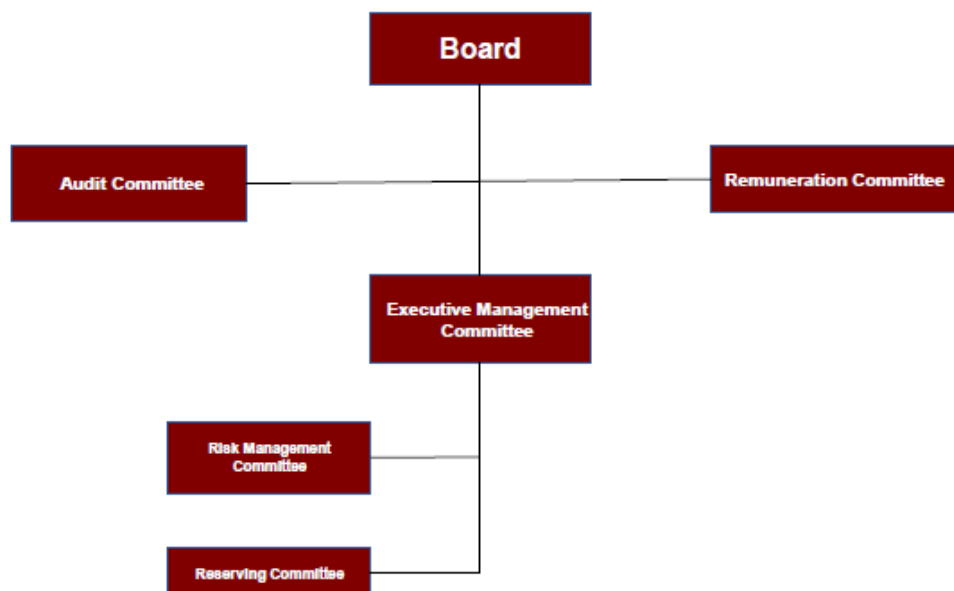 Board
Audit Committee
Remuneration Committee
Executive Management
Committee
Risk Management
Committee
Reserving Committee